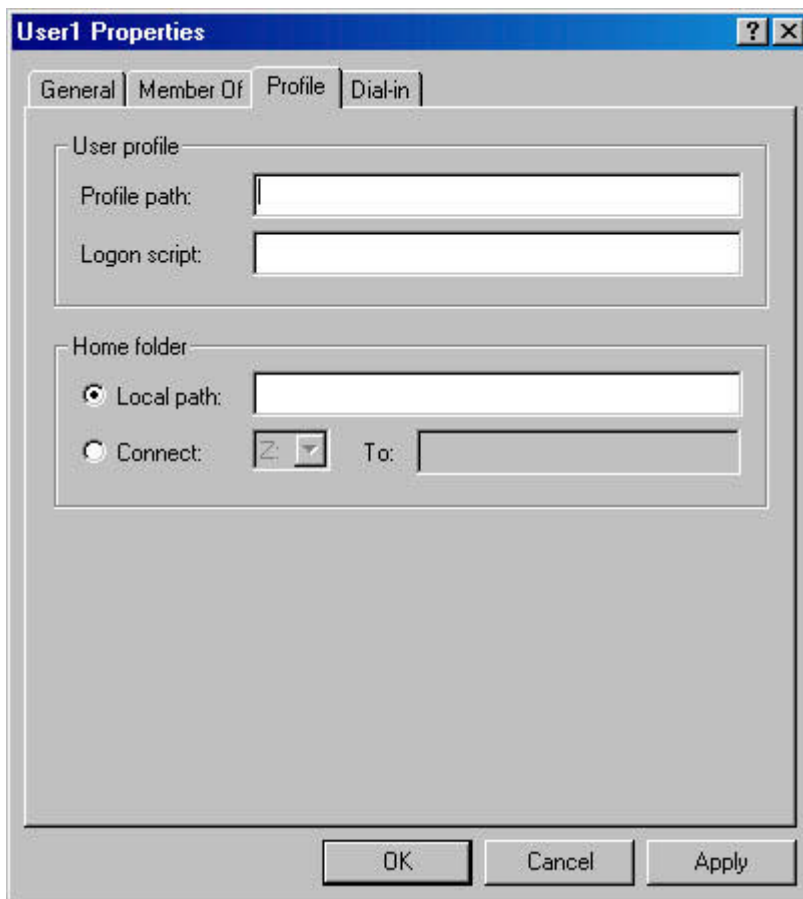 User1 Properties
General Member Of Profile Dial-in
User profile
Profile path:
Logon script:
Home folder
Local path:
Connect: Z: To:
OK Cancel Apply